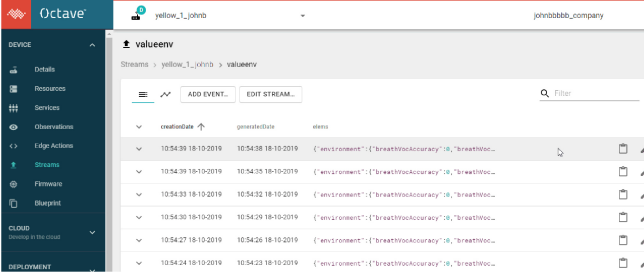 Octave
0
yellow_1_johnb
johnbbbbb_company
DEVICE
Details
Resources
Services
Observations
Edge Actions
Streams
Firmware
Blueprint
CLOUD
Develop in the cloud
DEPLOYMENT
valueenv
Streams > yellow_1_johnb > valueenv
ADD EVENT...
EDIT STREAM...
Filter
creationDate generatedDate elems
10:54:39 18-10-2019 10:54:38 18-10-2019 {"environment":{"breathVocAccuracy":0,"breathVoc…
10:54:39 18-10-2019 10:54:35 18-10-2019 {"environment":{"breathVocAccuracy":0,"breathVoc…
10:54:33 18-10-2019 10:54:32 18-10-2019 {"environment":{"breathVocAccuracy":0,"breathVoc…
10:54:30 18-10-2019 10:54:29 18-10-2019 {"environment":{"breathVocAccuracy":0,"breathVoc…
10:54:27 18-10-2019 10:54:26 18-10-2019 {"environment":{"breathVocAccuracy":0,"breathVoc…
10:54:24 18-10-2019 10:54:23 18-10-2019 {"environment":{"breathVocAccuracy":0,"breathVoc…